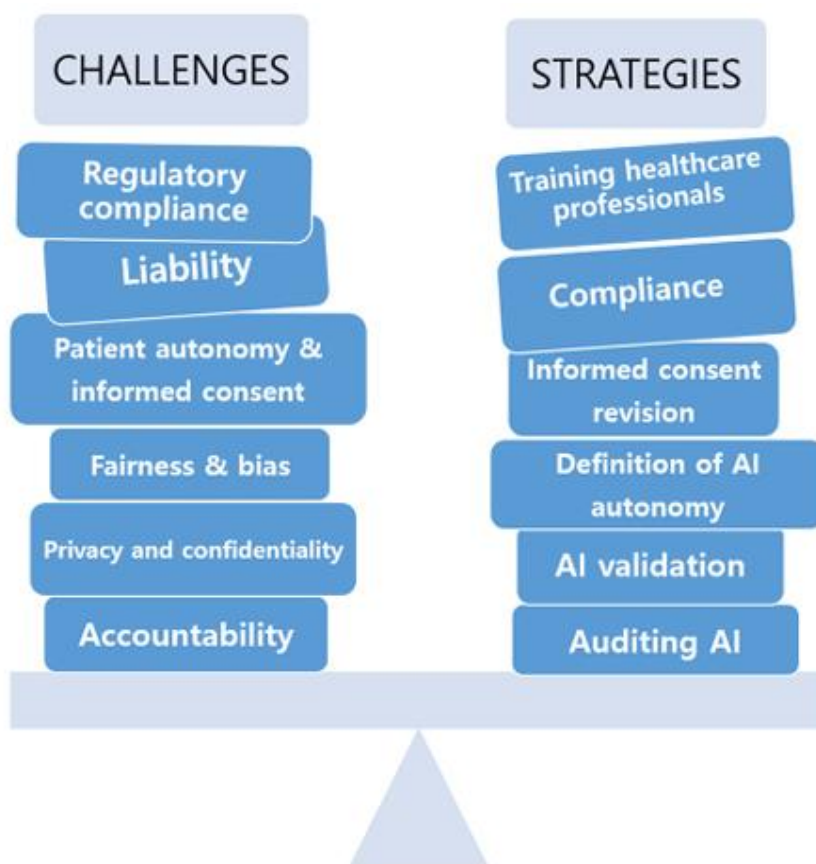 CHALLENGES
Regulatory
compliance
Liability
Patient autonomy &
informed consent
Fairness & bias
Privacy and confidentiality
Accountability
STRATEGIES
Training healthcare
professionals
Compliance
Informed consent
revision
Definition of AI
autonomy
AI validation
Auditing AI